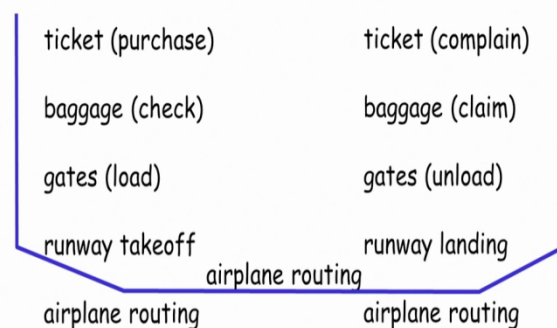 ticket (purchase) ticket (complain)
baggage (check) baggage (claim)
gates (load) gates (unload)
runway takeoff runway landing
airplane routing
airplane routing airplane routing